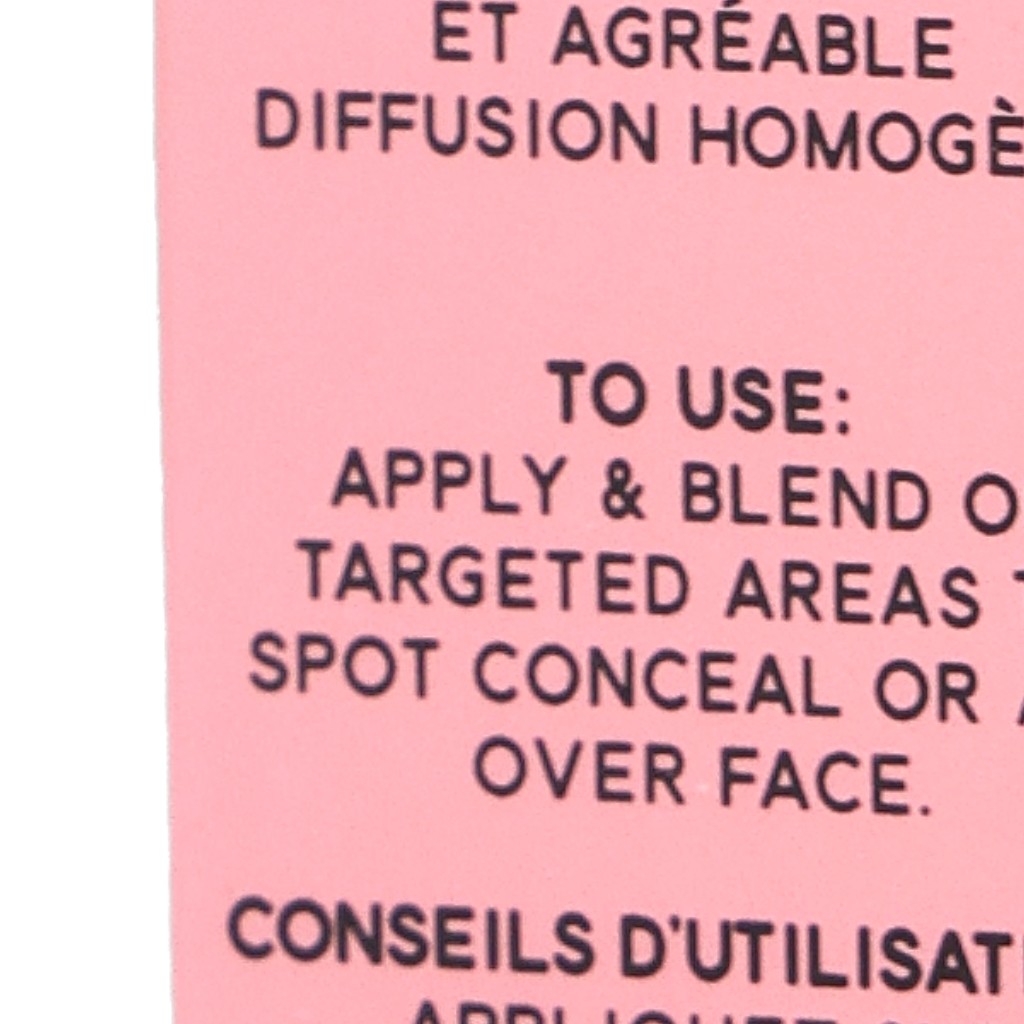 ET AGRÉABLE
DIFFUSION HOMOGÈ
TO USE:
APPLY & BLEND O
TARGETED AREAS T
SPOT CONCEAL OR A
OVER FACE.
CONSEILS D'UTILISAT